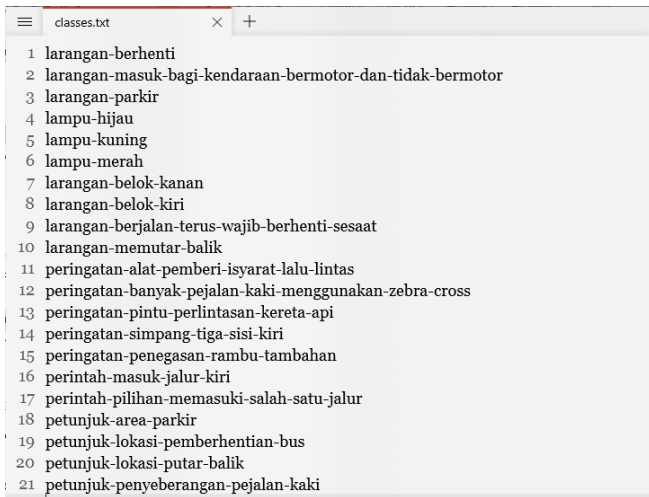 classes.txt
1 larangan-berhenti
2 larangan-masuk-bagi-kendaraan-bermotor-dan-tidak-bermotor
3 larangan-parkir
4 lampu-hijau
5 lampu-kuning
6 lampu-merah
7 larangan-belok-kanan
8 larangan-belok-kiri
9 larangan-berjalan-terus-wajib-berhenti-sesaat
10 larangan-memutar-balik
11 peringatan-alat-pemberi-isyarat-lalu-lintas
12 peringatan-banyak-pejalan-kaki-menggunakan-zebra-cross
13 peringatan-pintu-perlintasan-kereta-api
14 peringatan-simpang-tiga-sisi-kiri
15 peringatan-penegasan-rambu-tambahan
16 perintah-masuk-jalur-kiri
17 perintah-pilihan-memasuki-salah-satu-jalur
18 petunjuk-area-parkir
19 petunjuk-lokasi-pemberhentian-bus
20 petunjuk-lokasi-putar-balik
21 petunjuk-penyeberangan-pejalan-kaki